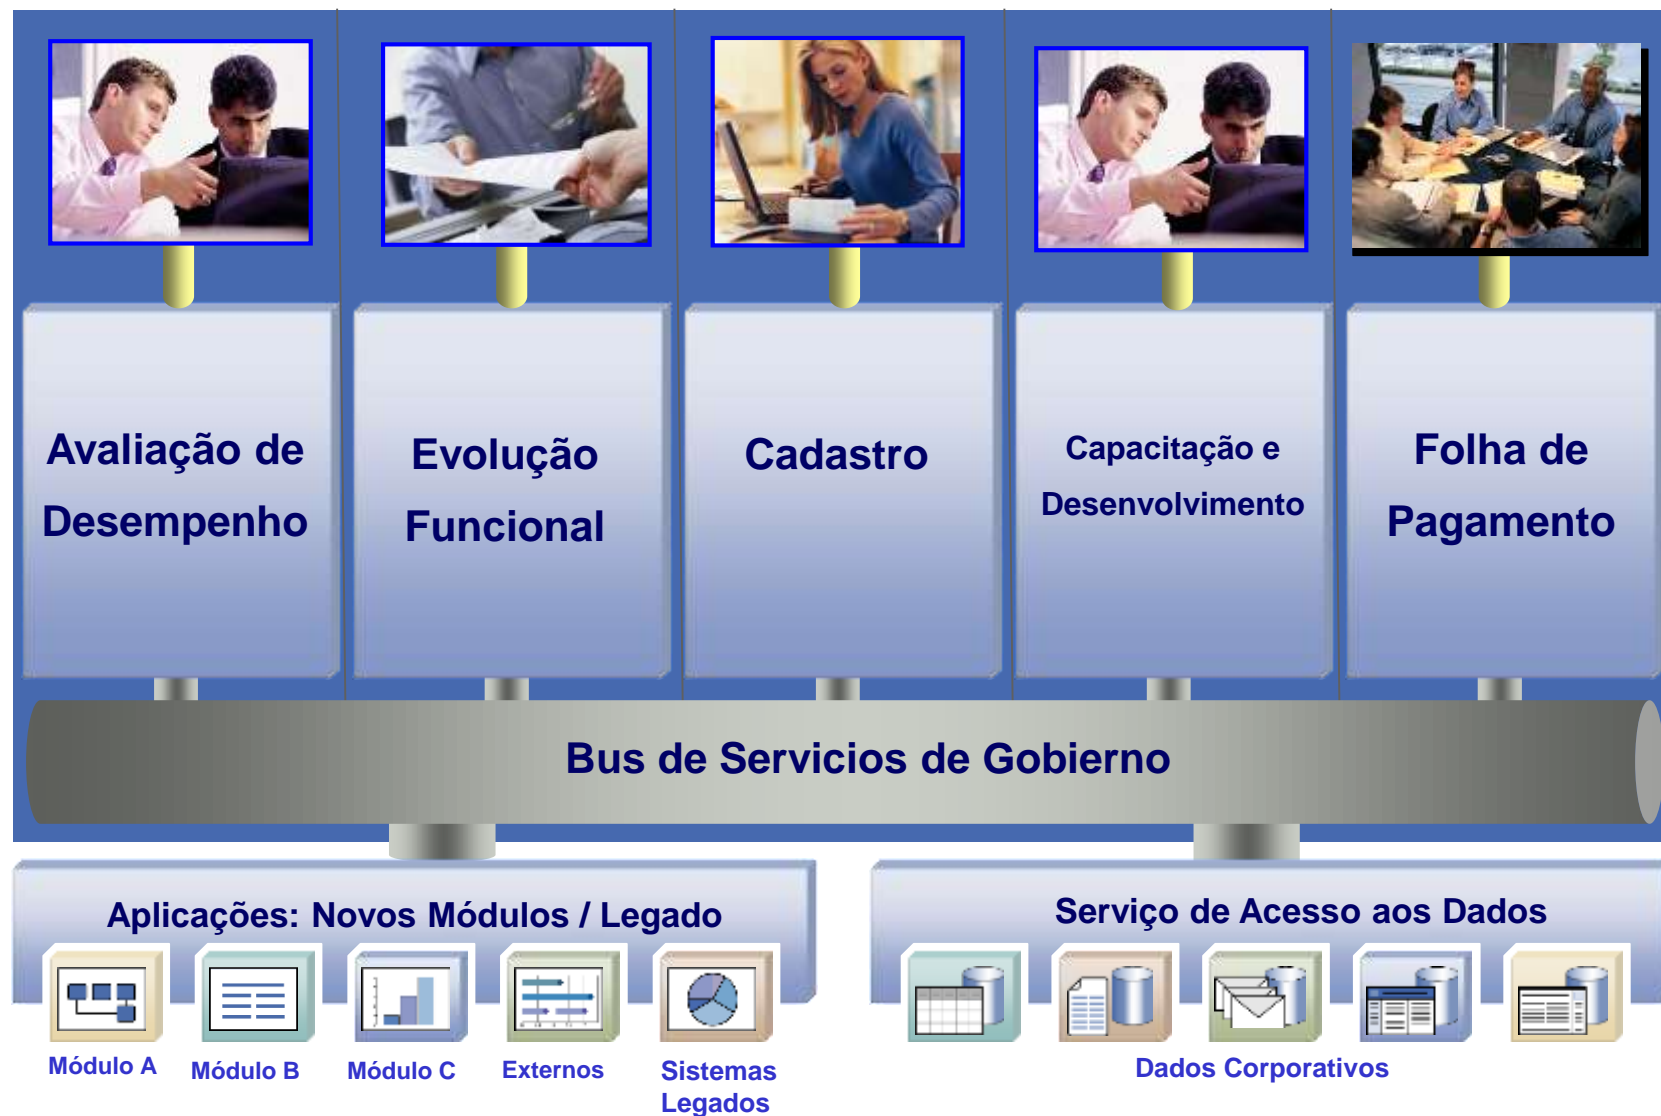 Avaliação de
Desempenho
Evolução
Funcional
Cadastro
Capacitação e
Desenvolvimento
Folha de
Pagamento
Bus de Servicios de Gobierno
Aplicações: Novos Módulos / Legado
Módulo A
Módulo B
Módulo C
Externos
Sistemas
Legados
Serviço de Acesso aos Dados
Dados Corporativos